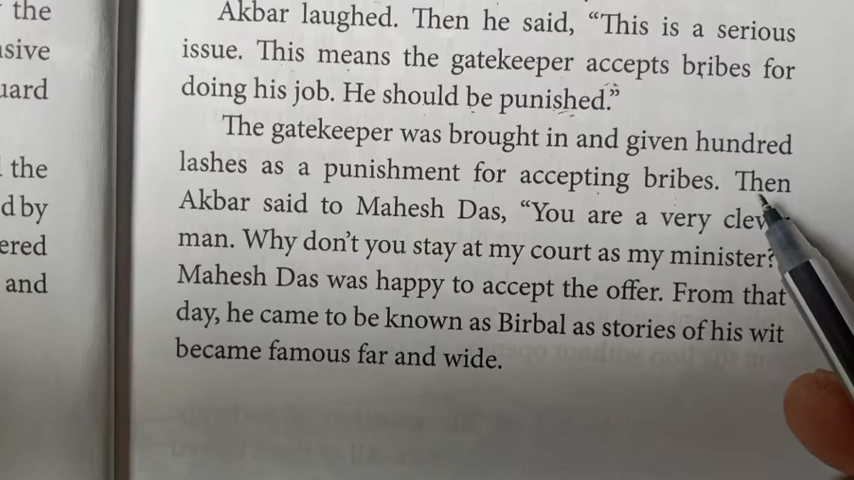 the
Akbar laughed. Then he said, “This is a serious
issue. This means the gatekeeper accepts bribes for
doing his job. He should be punished.”
The gatekeeper was brought in and given hundred
lashes as a punishment for accepting bribes. Then
the
Akbar said to Mahesh Das, “You are a very
by
man. Why don’t you stay at my court as my minister?
Mahesh Das was happy to accept the offer. From that
and
day, he came to be known as Birbal as stories of his wit
became famous far and wide.